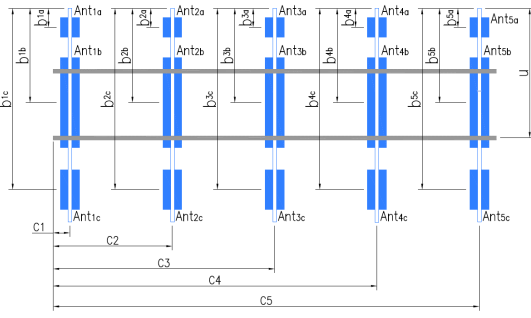 Ant1a Ant2a Ant3a Ant4a Ant5a
b1a b2a b3a b4a b5a
Ant1b Ant2b Ant3b Ant4b Ant5b
b1b b2b b3b b4b b5b
u
b1c b2c b3c b4c b5c
Ant1c Ant2c Ant3c Ant4c Ant5c
C1
C2
C3
C4
C5